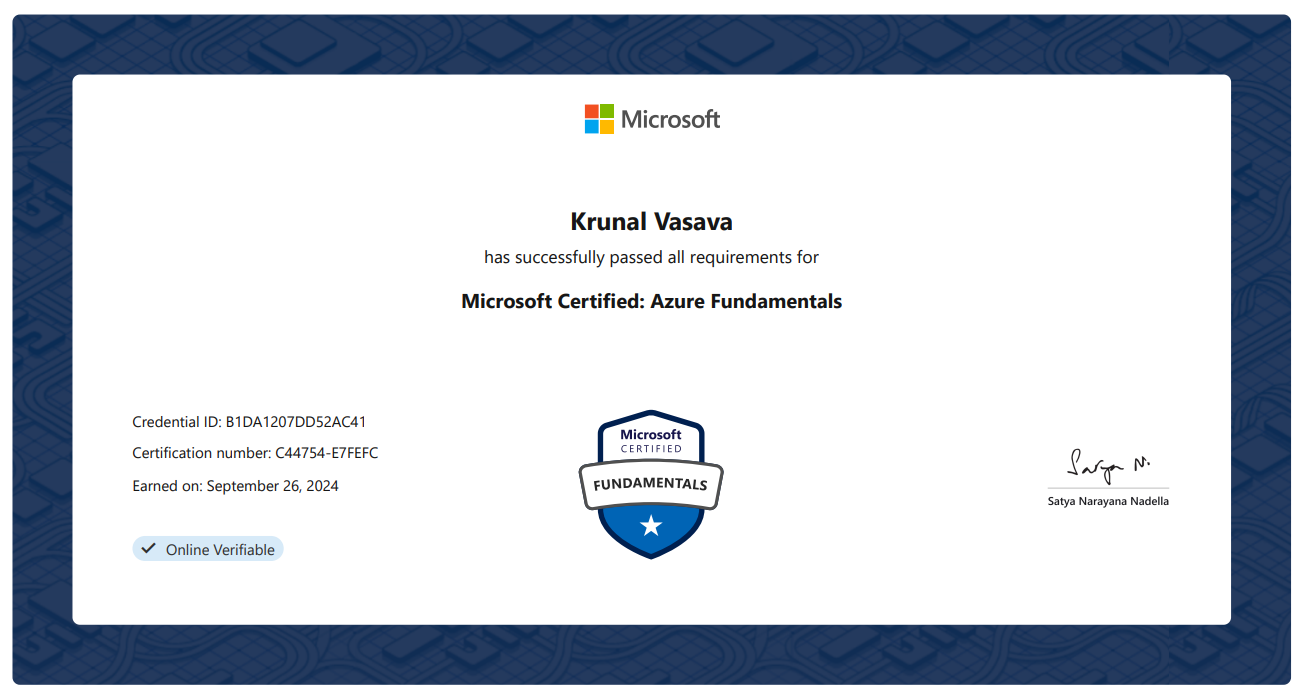 Microsoft
Krunal Vasava
has successfully passed all requirements for
Microsoft Certified: Azure Fundamentals
Credential ID: B1DA1207DD52AC41
Certification number: C44754-E7FEFC
Earned on: September 26, 2024
Online Verifiable
Microsoft
CERTIFIED
FUNDAMENTALS
Satya N.
Satya Narayana Nadella